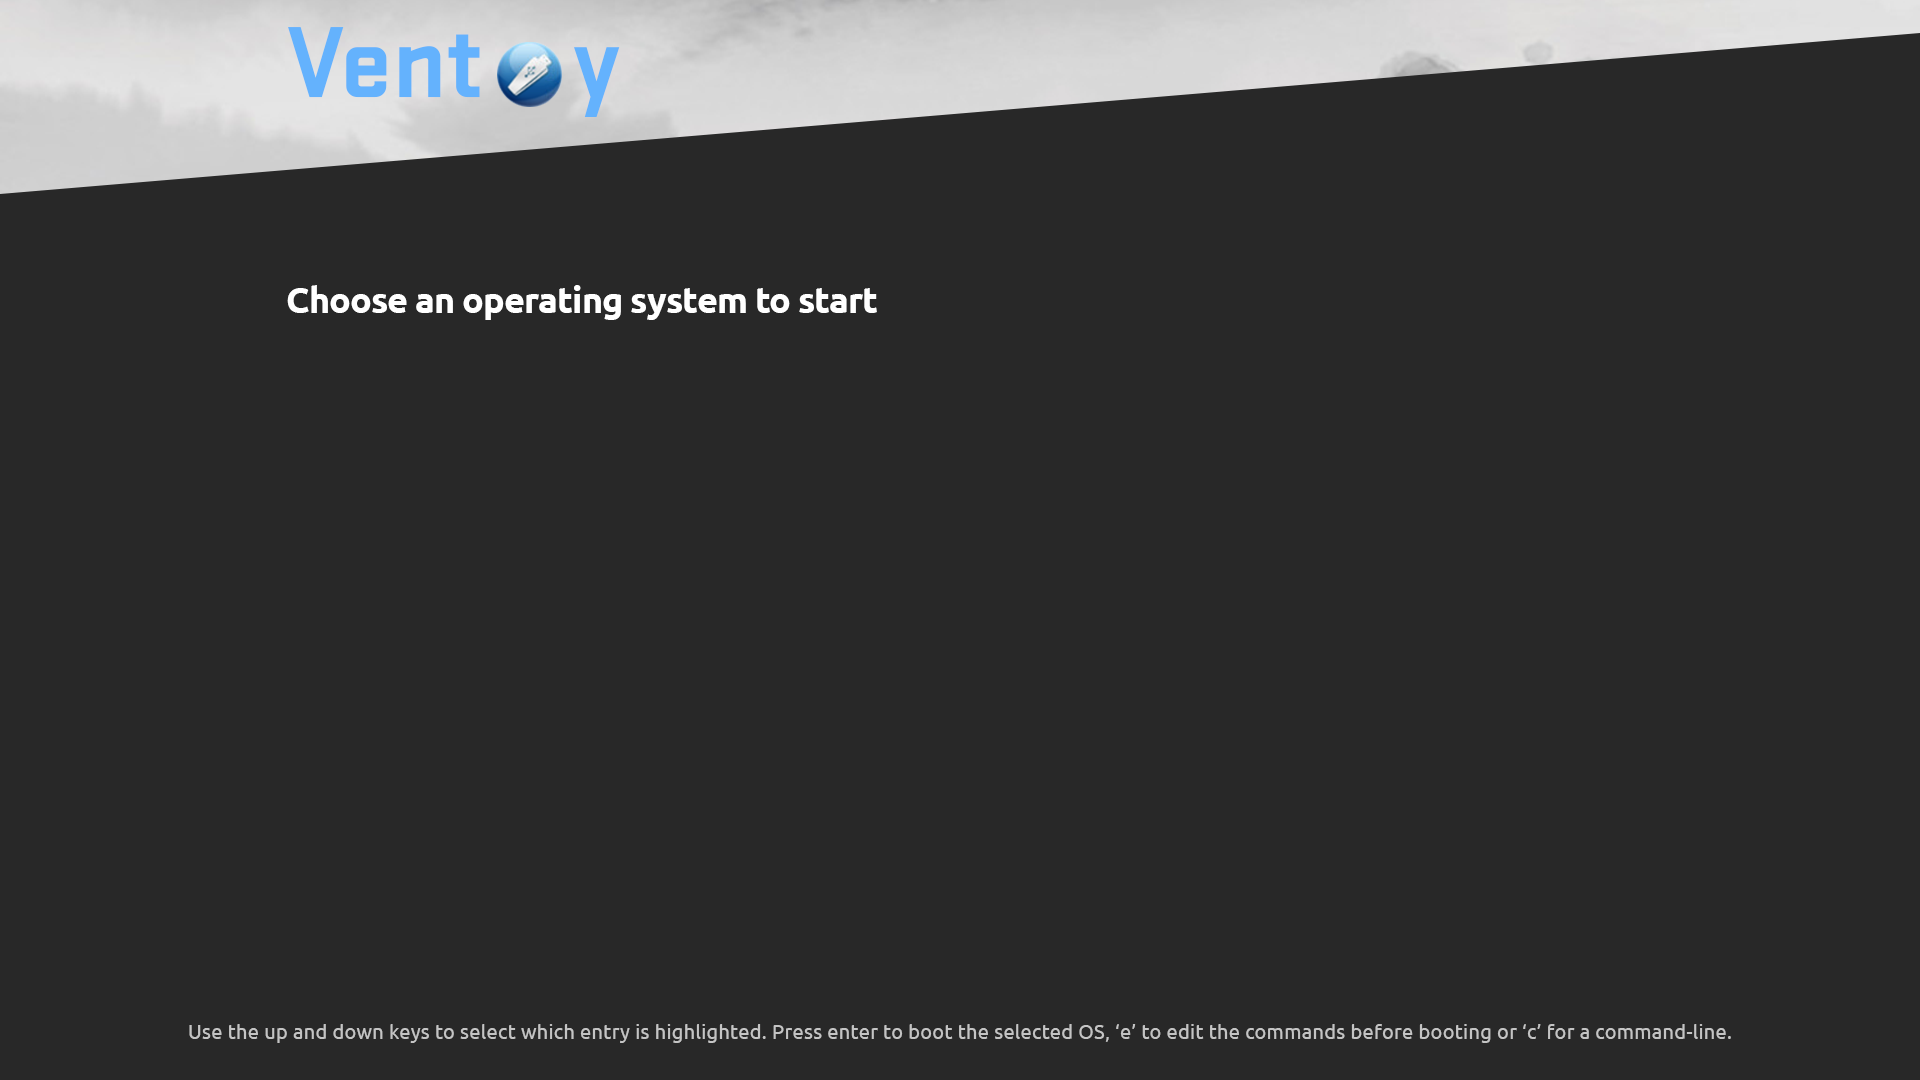 Ventoy
Choose an operating system to start
Use the up and down keys to select which entry is highlighted. Press enter to boot the selected OS, ‘e’ to edit the commands before booting or ‘c’ for a command-line.